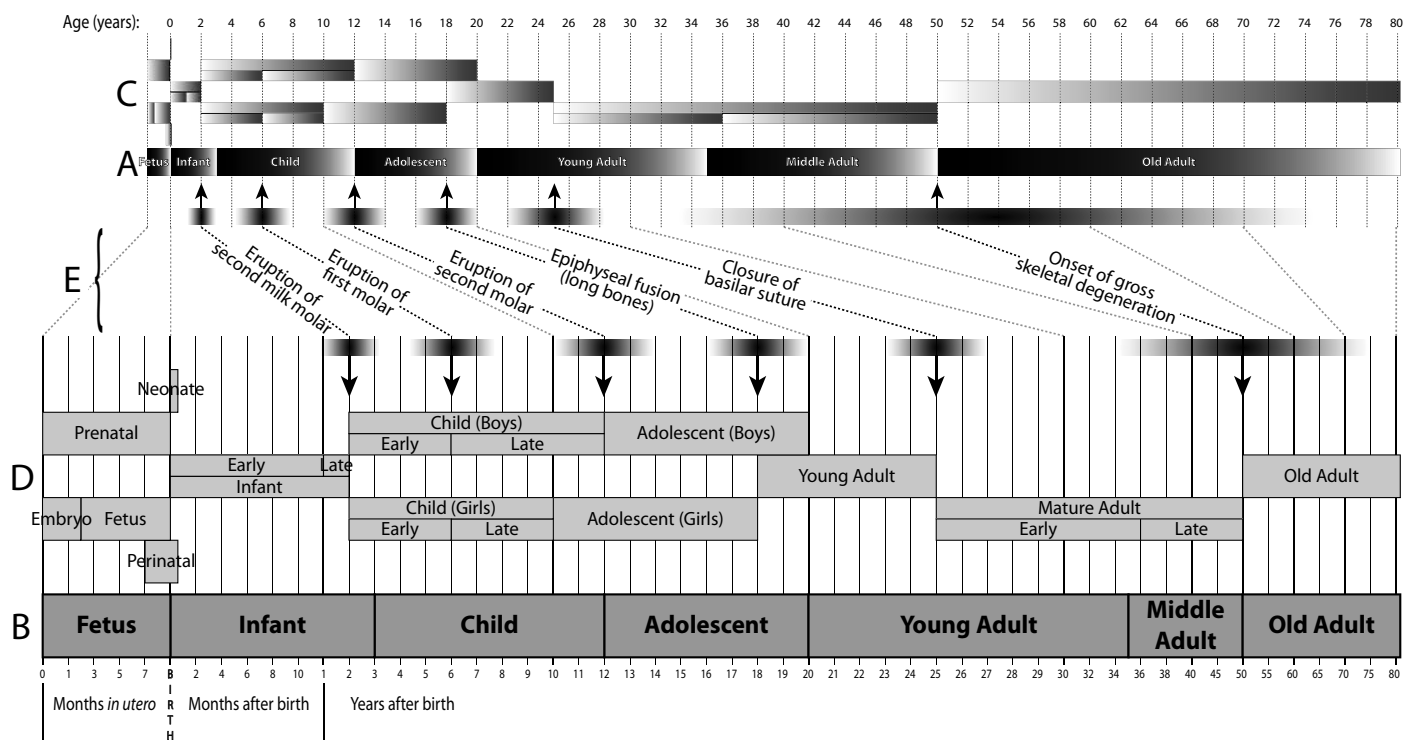 Age (years): 0 2 4 6 8 10 12 14 16 18 20 26 28 30 32 34 36 38 40 42 44 46 48 50 52 54 56 58 60 62 64 66 68 70 72 74 76 78 80
C
A
Fetus Infant Child Adolescent Young Adult Middle Adult Old Adult
E
Eruption of
second milk molar
Eruption of
first molar
Eruption of
second molar
Epiphyseal fusion
(long bones)
Closure of
basilar suture
Onset of gross
skeletal degeneration
Neonate
Prenatal
Child (Boys)
Early Late
Adolescent (Boys)
D
Early Late
Infant
Young Adult
Old Adult
Embryo Fetus
Child (Girls)
Early Late
Adolescent (Girls)
Mature Adult
Early Late
Perinatal
B
Fetus Infant Child Adolescent Young Adult Middle
Adult Old Adult
0 1 3 5 7 BIRTH 2 4 6 8 10 1 2 3 4 5 6 7 8 9 10 11 12 13 14 15 16 17 18 19 20 21 22 23 24 25 26 27 28 29 30 31 32 33 34 36 38 40 45 50 55 60 65 70 75 80
Months in utero
Months after birth
Years after birth